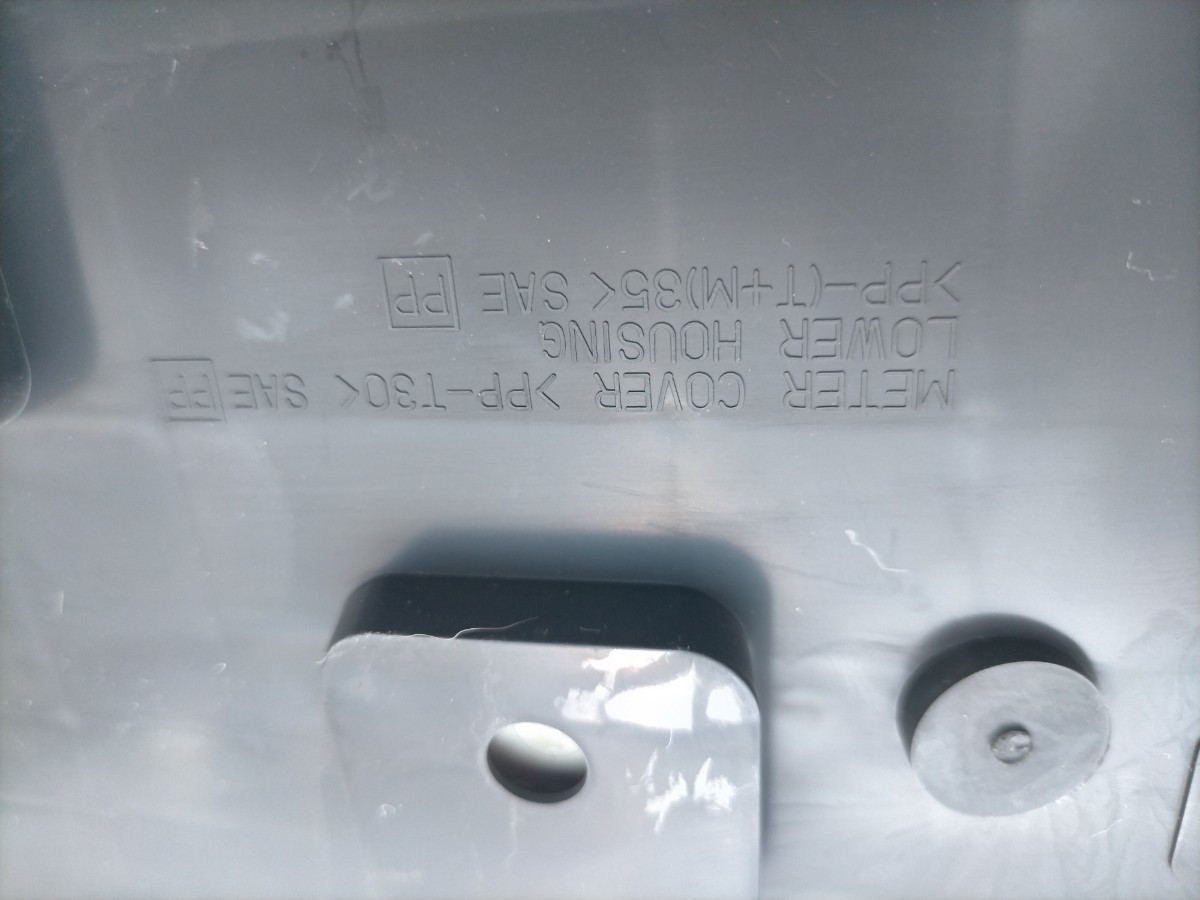 METER COVER >PP-T30< SAE PP
LOWER HOUSING
>PP-(T+M)35< SAE PP